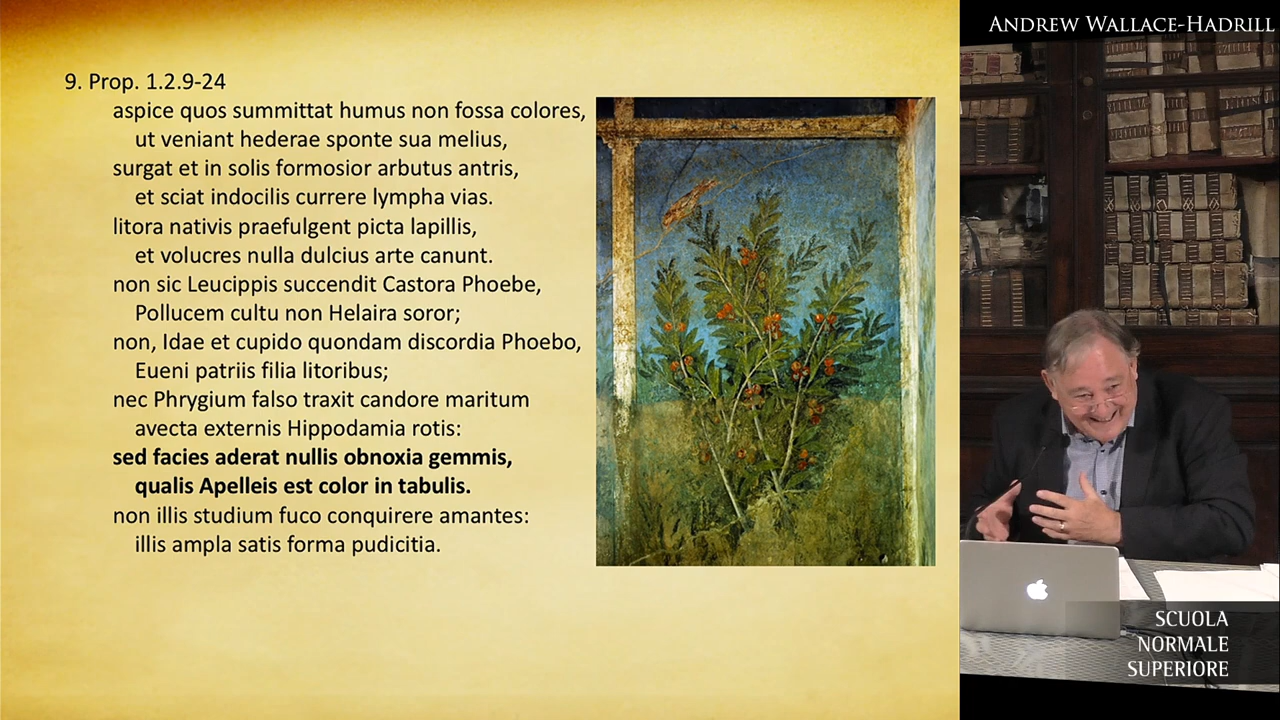 ANDREW WALLACE-HADRILL
9. Prop. 1.2.9-24
aspice quos summittat humus non fossa colores,
ut veniant hederae sponte sua melius,
surgat et in solis formosior arbutus antris,
et sciat indocilis currere lympha vias.
litora nativis praefulgent picta lapillis,
et volucres nulla dulcius arte canunt.
non sic Leucippis succendit Castora Phoebe,
Pollucem cultu non Helaira soror;
non, Idae et cupido quondam discordia Phoebo,
Eueni patriis filia litoribus;
nec Phrygium falso traxit candore maritum
avecta externis Hippodamia rotis:
sed facies aderat nullis obnoxia gemmis,
qualis Apelleis est color in tabulis.
non illis studium fuco conquirere amantes:
illis ampla satis forma pudicitia.
SCUOLA
NORMALE
SUPERIORE